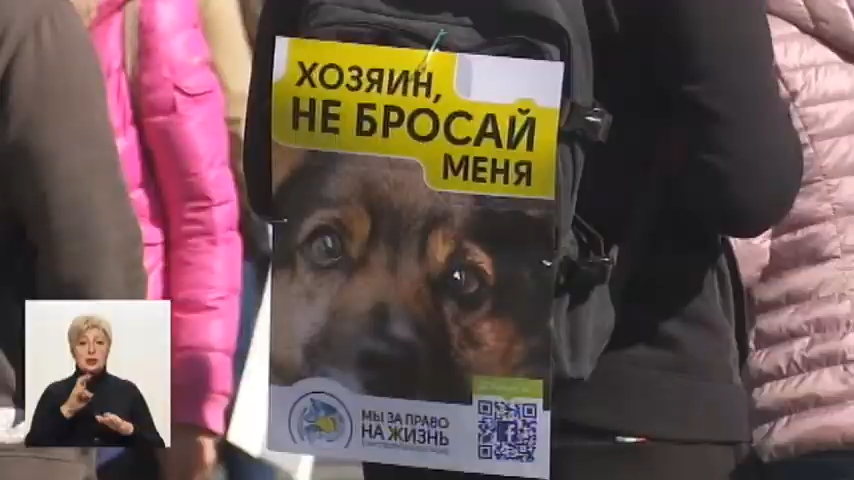 ХОЗЯИН,
НЕ БРОСАЙ
МЕНЯ
МЫ ЗА ПРАВО
НА ЖИЗНЬ